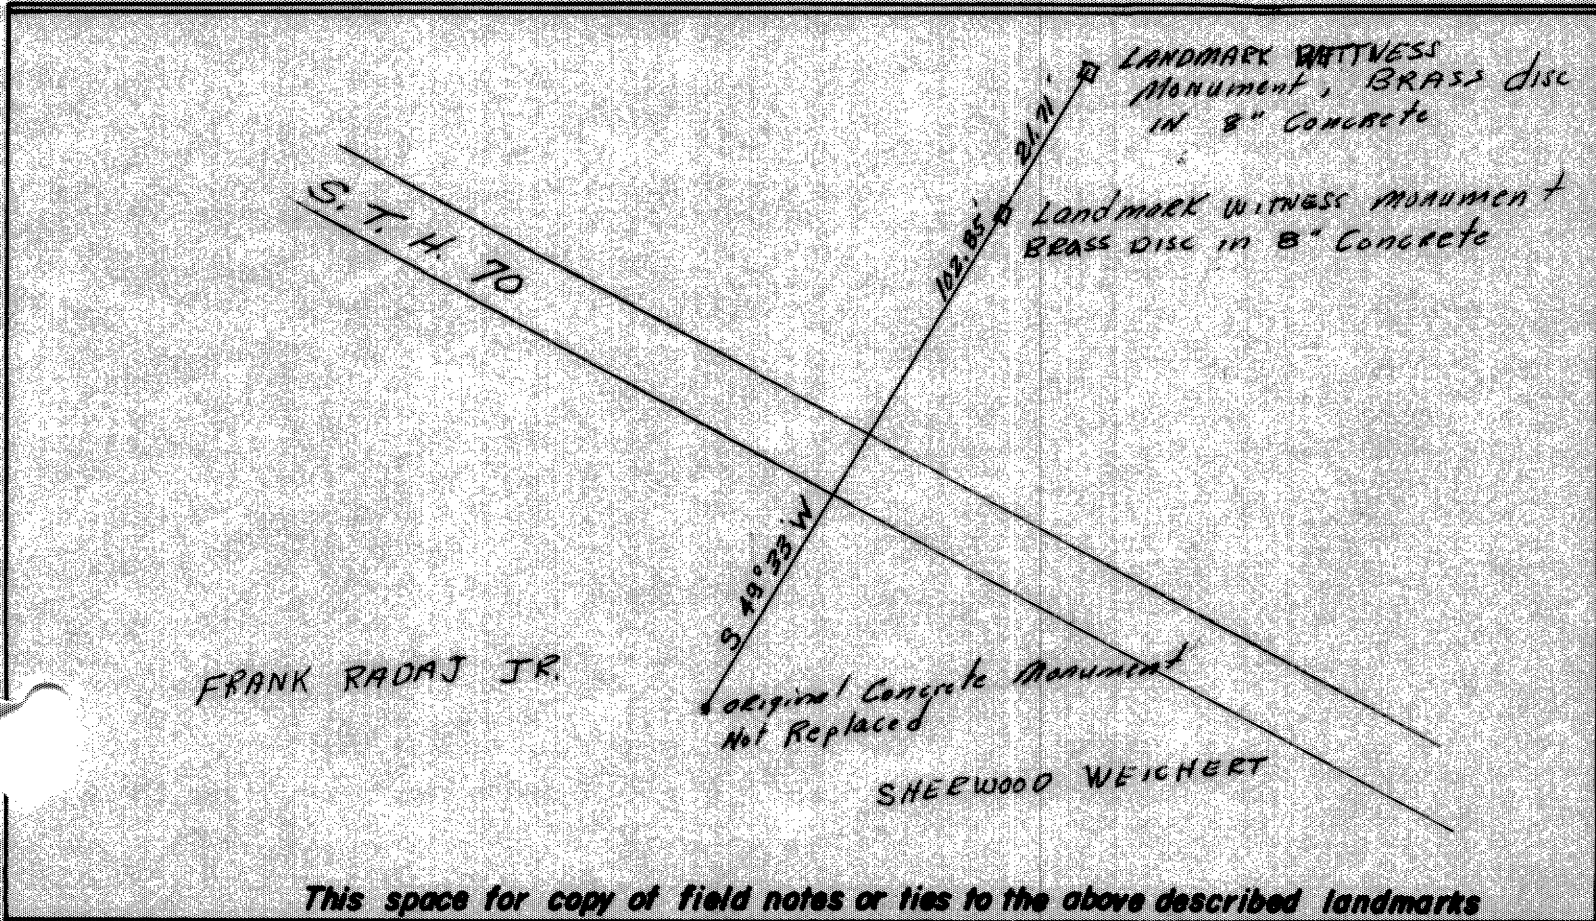 LANDMARK WITTNESS
Monument, BRASS disc
IN 8" Concrete
21.71'
Landmark WITNESS Monument
BRASS DISC in 8" Concrete
102.85'
S. T. H. 70
S 49°33' W
FRANK RADAJ JR.
original Concrete Monument
Not Replaced
SHERWOOD WEICHERT
This space for copy of field notes or ties to the above described landmarks